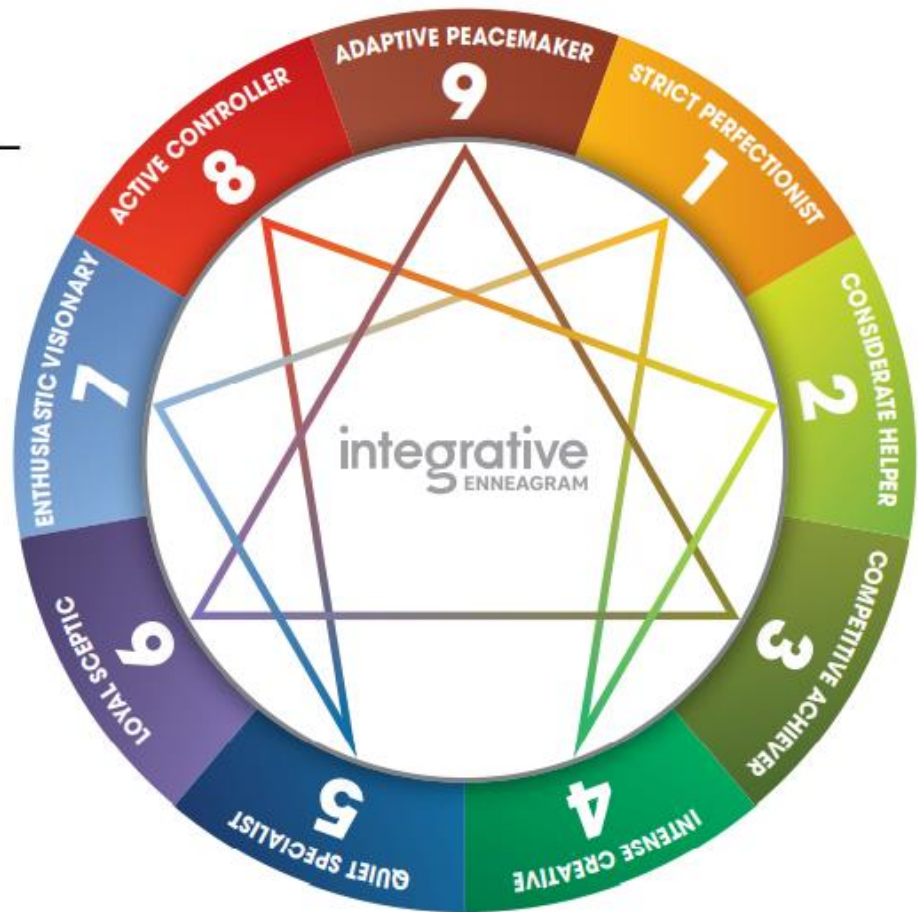 ADAPTIVE PEACEMAKER
9
STRICT PERFECTIONIST
1
CONSIDERATE HELPER
2
COMPETITIVE ACHIEVER
3
INTENSE CREATIVE
4
QUIET SPECIALIST
5
LOYAL SCEPTIC
6
ENTHUSIASTIC VISIONARY
7
ACTIVE CONTROLLER
8
integrative
ENNEAGRAM